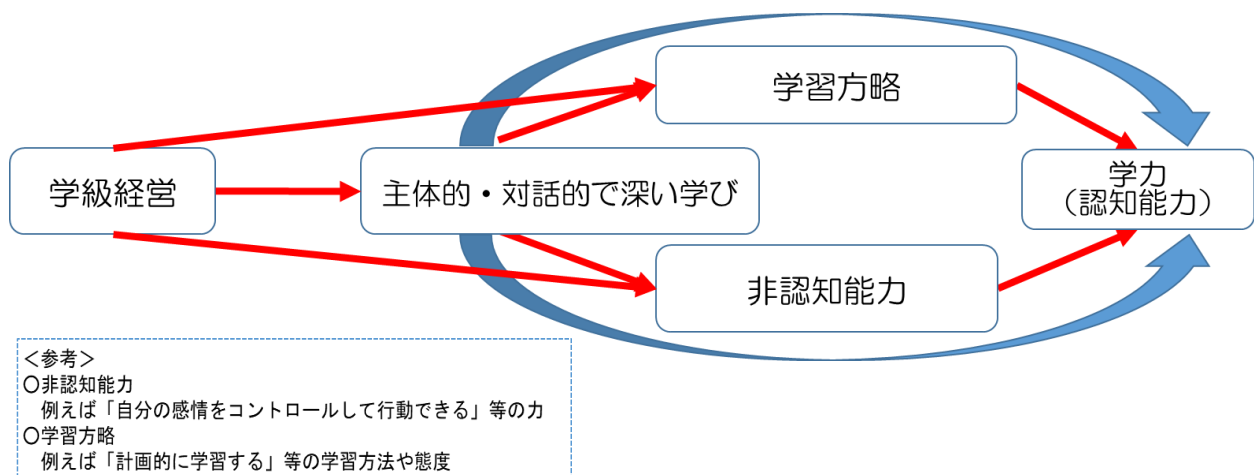 学習方略
学級経営
主体的・対話的で深い学び
学力
（認知能力）
非認知能力
＜参考＞
○非認知能力
例えば「自分の感情をコントロールして行動できる」等の力
○学習方略
例えば「計画的に学習する」等の学習方法や態度